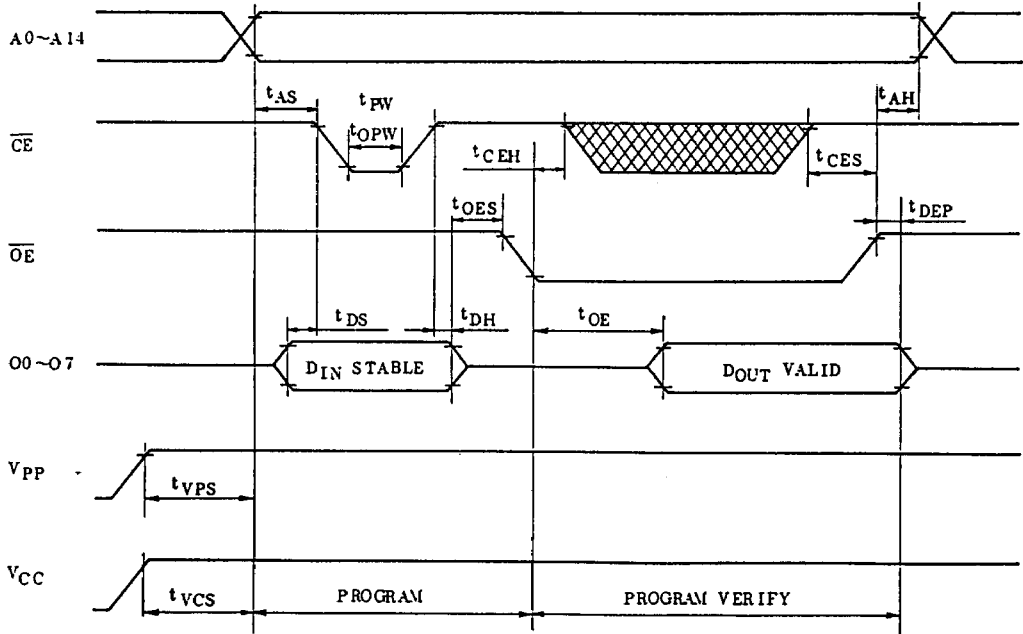 A0~A14
tAS
tPW
tOPW
tAH
CE
tCEH
tCES
tOES
tDEP
OE
tDS
tDH
tOE
O0~O7
DIN STABLE
DOUT VALID
VPP
tVPS
VCC
tVCS
PROGRAM
PROGRAM VERIFY